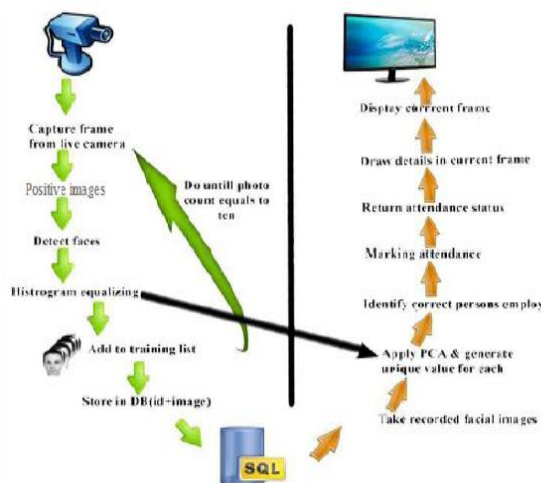 Capture frame
from live camera
Positive images
Detect faces
Histrogram equalizing
Add to training list
Store in DB(id+image)
Do untill photo
count equals to
ten
SQL
Display currrent frame
Draw details in current frame
Return attendance status
Marking attendance
Identify correct persons employ
Apply PCA & generate
unique value for each
Take recorded facial images